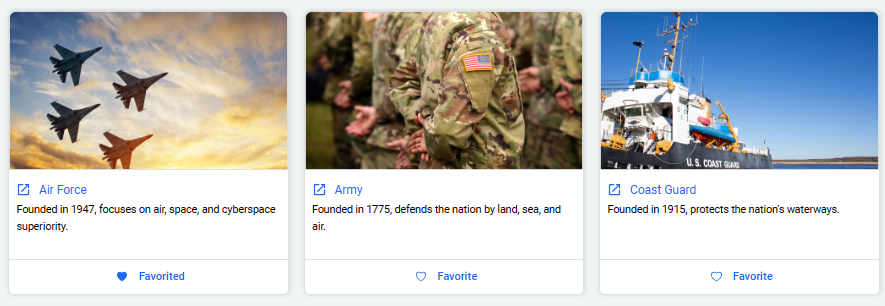 U.S. COAST GUARD
Air Force
Founded in 1947, focuses on air, space, and cyberspace
superiority.
Favorited
Army
Founded in 1775, defends the nation by land, sea, and
air.
Favorite
Coast Guard
Founded in 1915, protects the nation's waterways.
Favorite